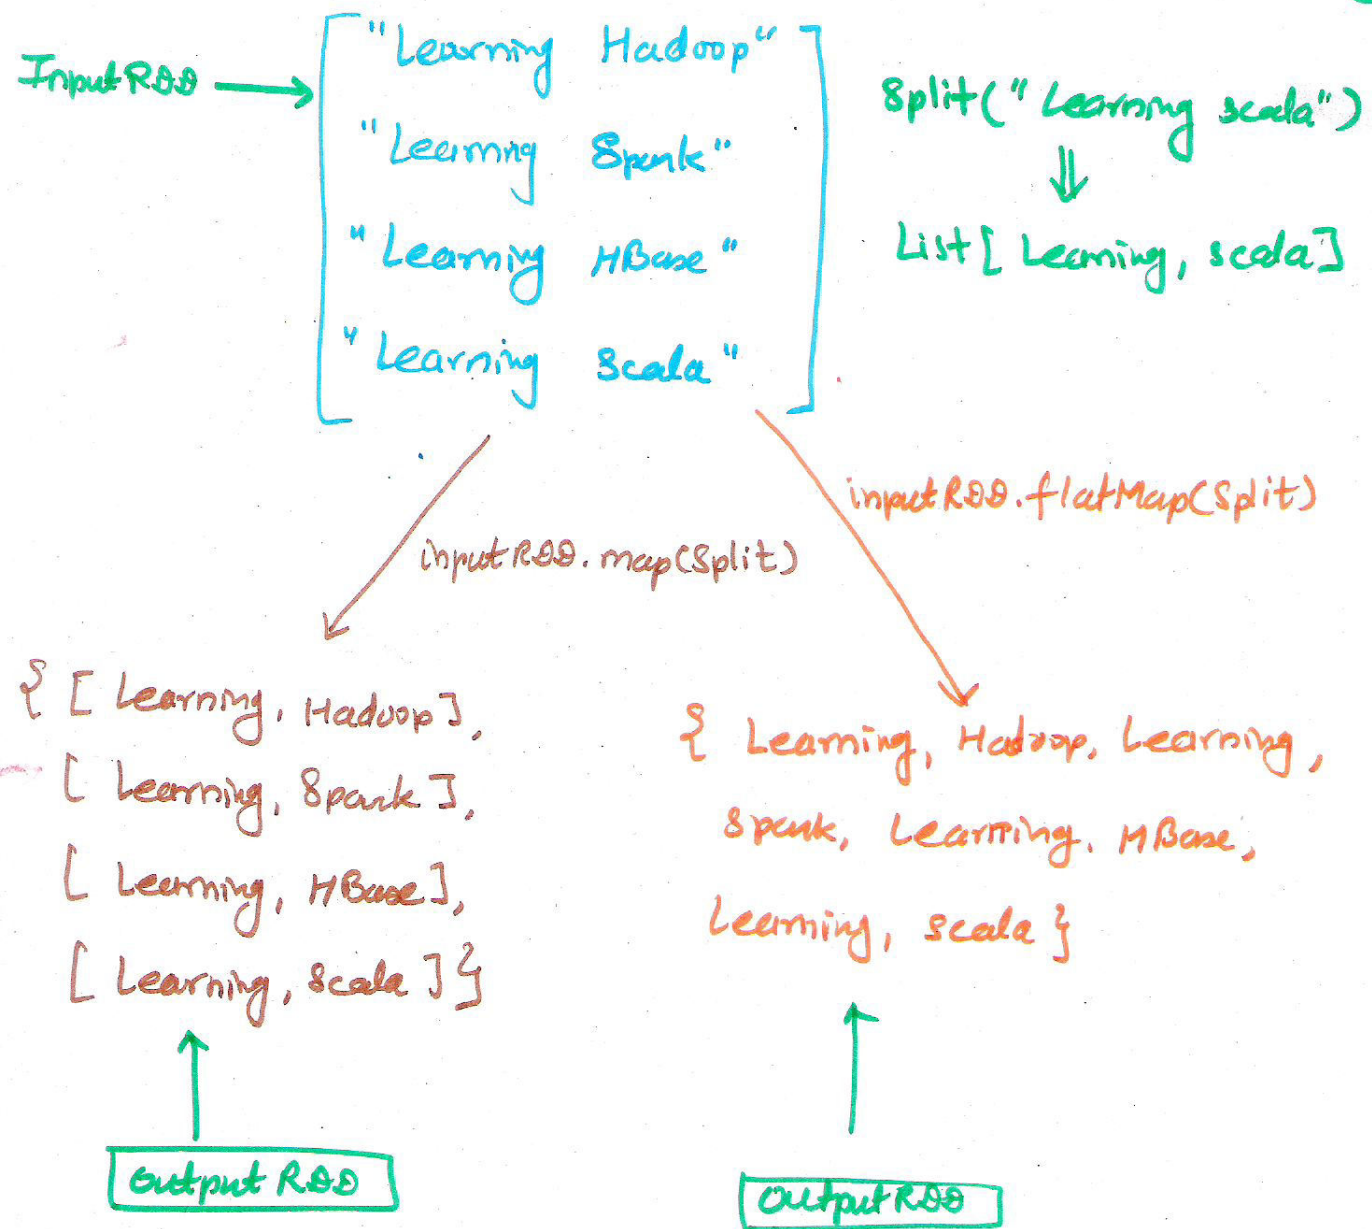 InputRDD
"Learning Hadoop"
"Learning Spark"
"Learning HBase"
"Learning Scala"
Split("Learning scala")
⇓
List[Learning, scala]
inputRDD.map(Split)
inputRDD.flatMap(Split)
{ [ Learning, Hadoop],
[ Learning, Spark],
[ Learning, HBase],
[ Learning, Scala ] }
{ Learning, Hadoop, Learning,
Spark, Learning, HBase,
Learning, scala }
Output RDD
OutputRDD